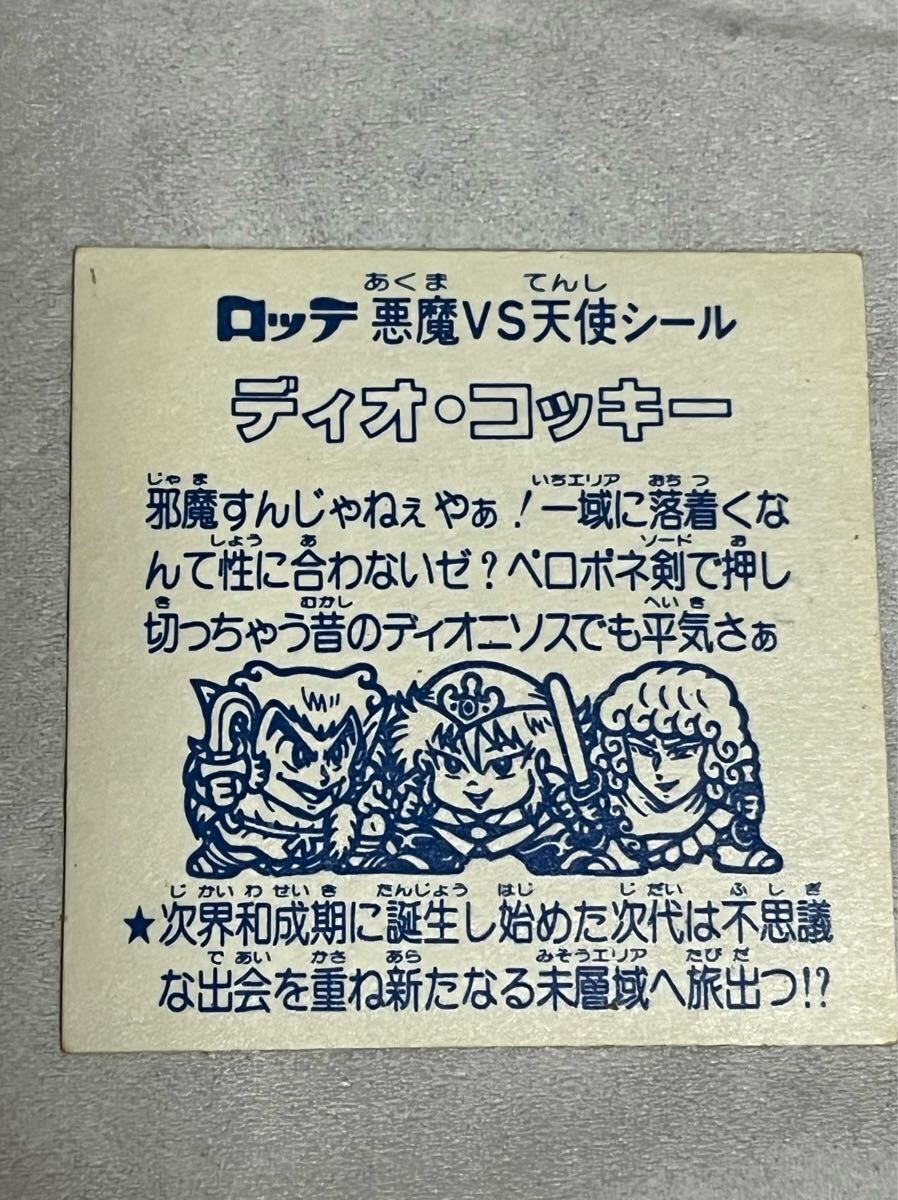 あくま てんし
ロッテ 悪魔VS天使シール
ディオ・コッキー
じゃま いちエリア おちつ
邪魔すんじゃねぇやぁ!一域に落着くな
しょう あ ソード お
んて性に合わないゼ?ペロポネ剣で押し
き むかし へいき
切っちゃう昔のディオニソスでも平気さぁ
じかいわせいき たんじょう はじ じだい ふしぎ
★次界和成期に誕生し始めた次代は不思議
であい かさ あら みそうエリア たびだ
な出会を重ね新たなる未層域へ旅出つ!?